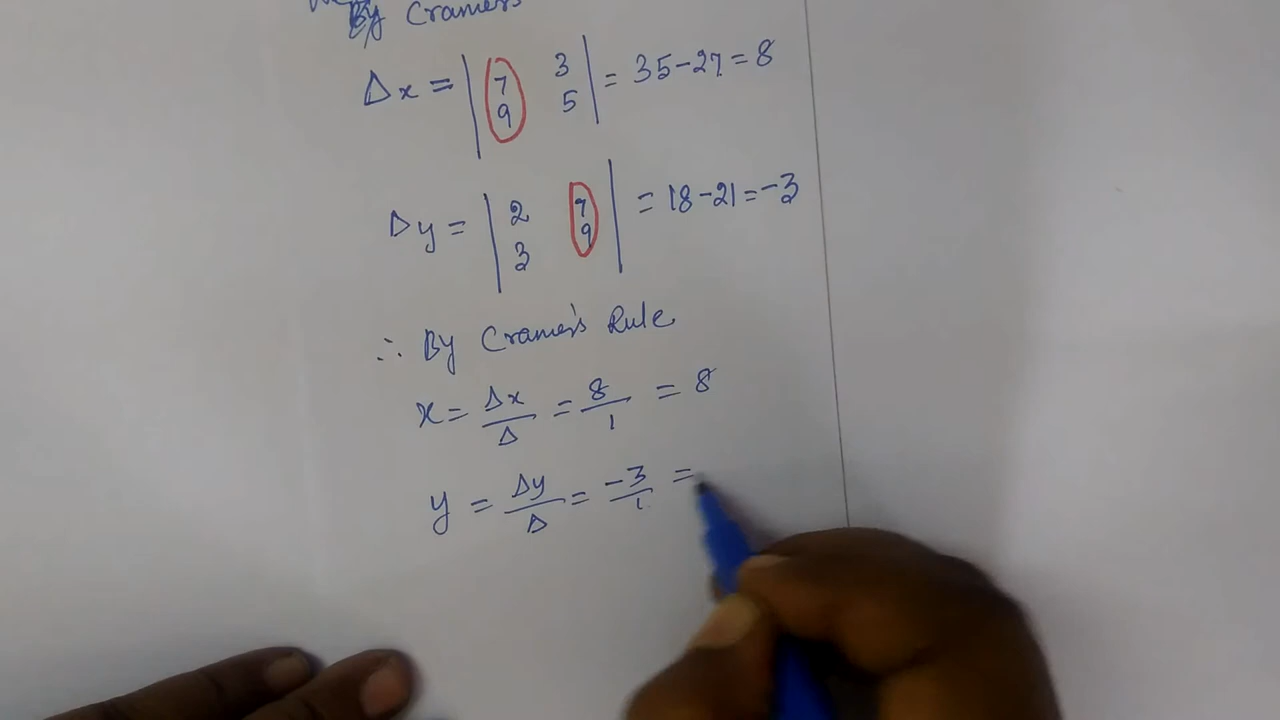 By Cramer's
Δx = | 7 3 | = 35-27 = 8
9 5
Δy = | 2 7 | = 18-21 = -3
3 9
∴ By Cramer's Rule
x = Δx/Δ = 8/1 = 8
y = Δy/Δ = -3/1 =